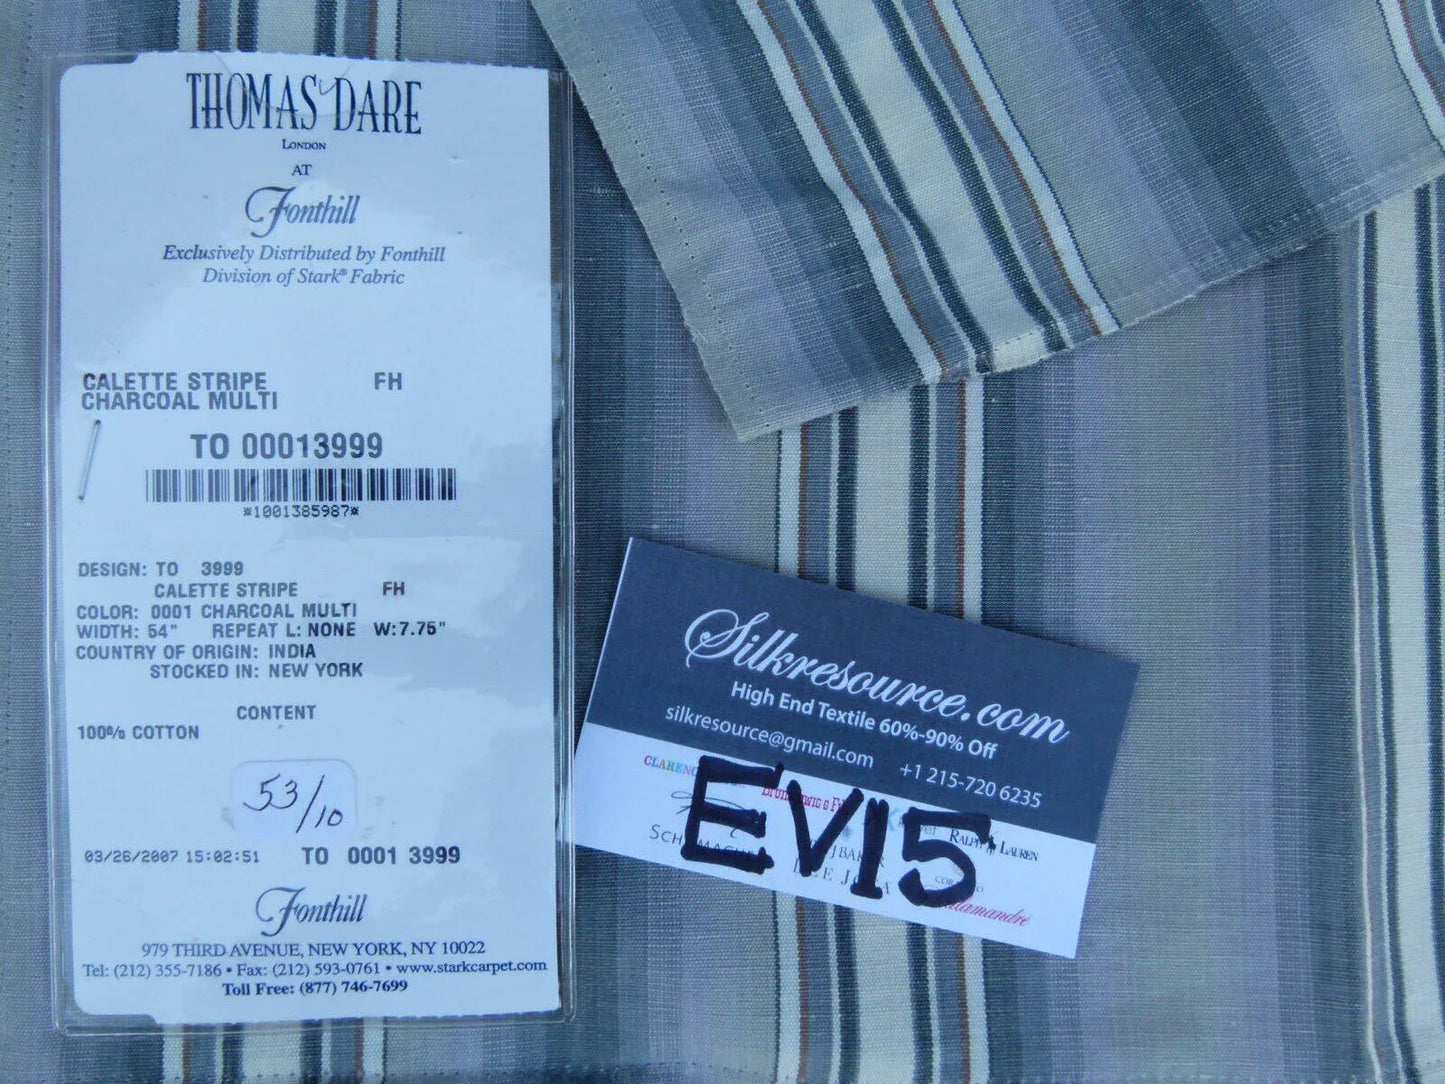 THOMAS DARE
LONDON
AT
Fonthill
Exclusively Distributed by Fonthill
Division of Stark® Fabric
CALETTE STRIPE FH
CHARCOAL MULTI
TO 00013999
*1001385987*
DESIGN: TO 3999
CALETTE STRIPE FH
COLOR: 0001 CHARCOAL MULTI
WIDTH: 54" REPEAT L: NONE W:7.75"
COUNTRY OF ORIGIN: INDIA
STOCKED IN: NEW YORK
CONTENT
100% COTTON
53/10
03/26/2007 15:02:51 TO 0001 3999
Fonthill
979 THIRD AVENUE, NEW YORK, NY 10022
Tel: (212) 355-7186 • Fax: (212) 593-0761 • www.starkcarpet.com
Toll Free: (877) 746-7699
Silkresource.com
High End Textile 60%-90% Off
silkresource@gmail.com +1 215-720 6235
RALPH LAUREN
EV15